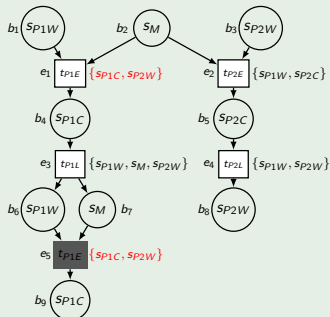 b1 sP1W b2 sM b3 sP2W
e1 tP1E {sP1C, sP2W} e2 tP2E {sP1W, sP2C}
b4 sP1C b5 sP2C
e3 tP1L {sP1W, sM, sP2W} e4 tP2L {sP1W, sP2W}
b6 sP1W sM b7 b8 sP2W
e5 tP1E {sP1C, sP2W}
b9 sP1C